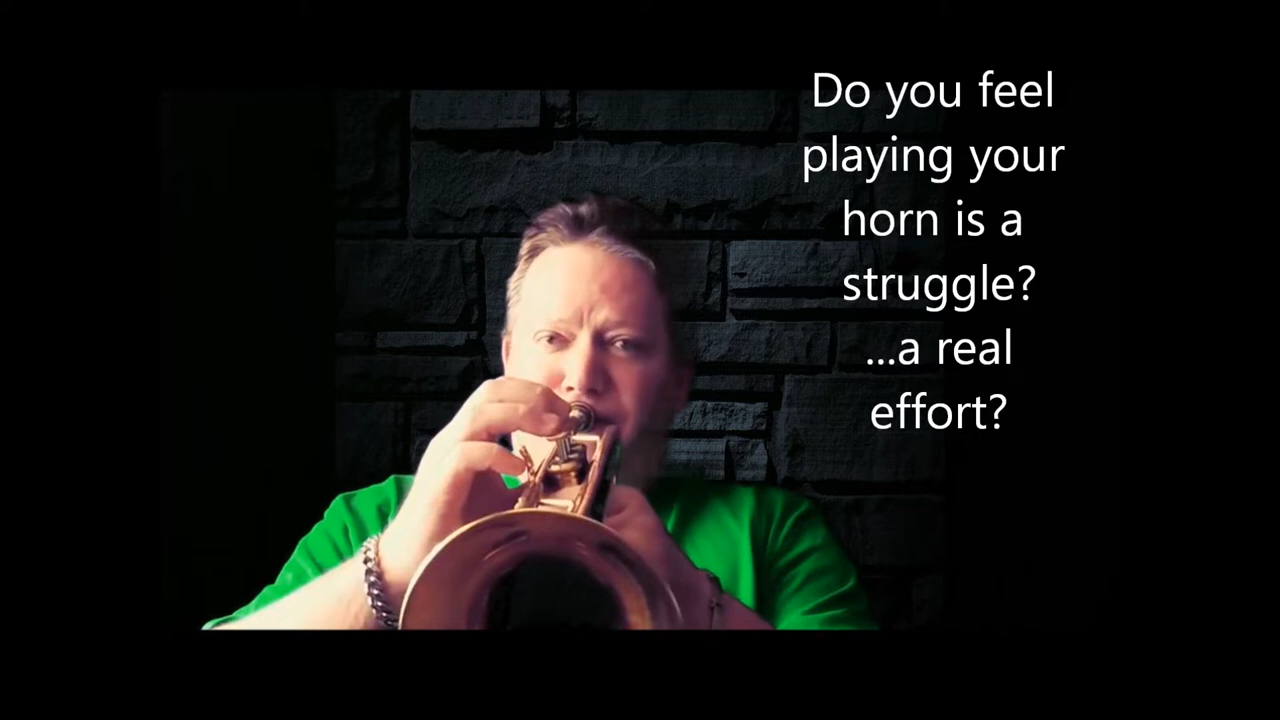 Do you feel
playing your
horn is a
struggle?
...a real
effort?